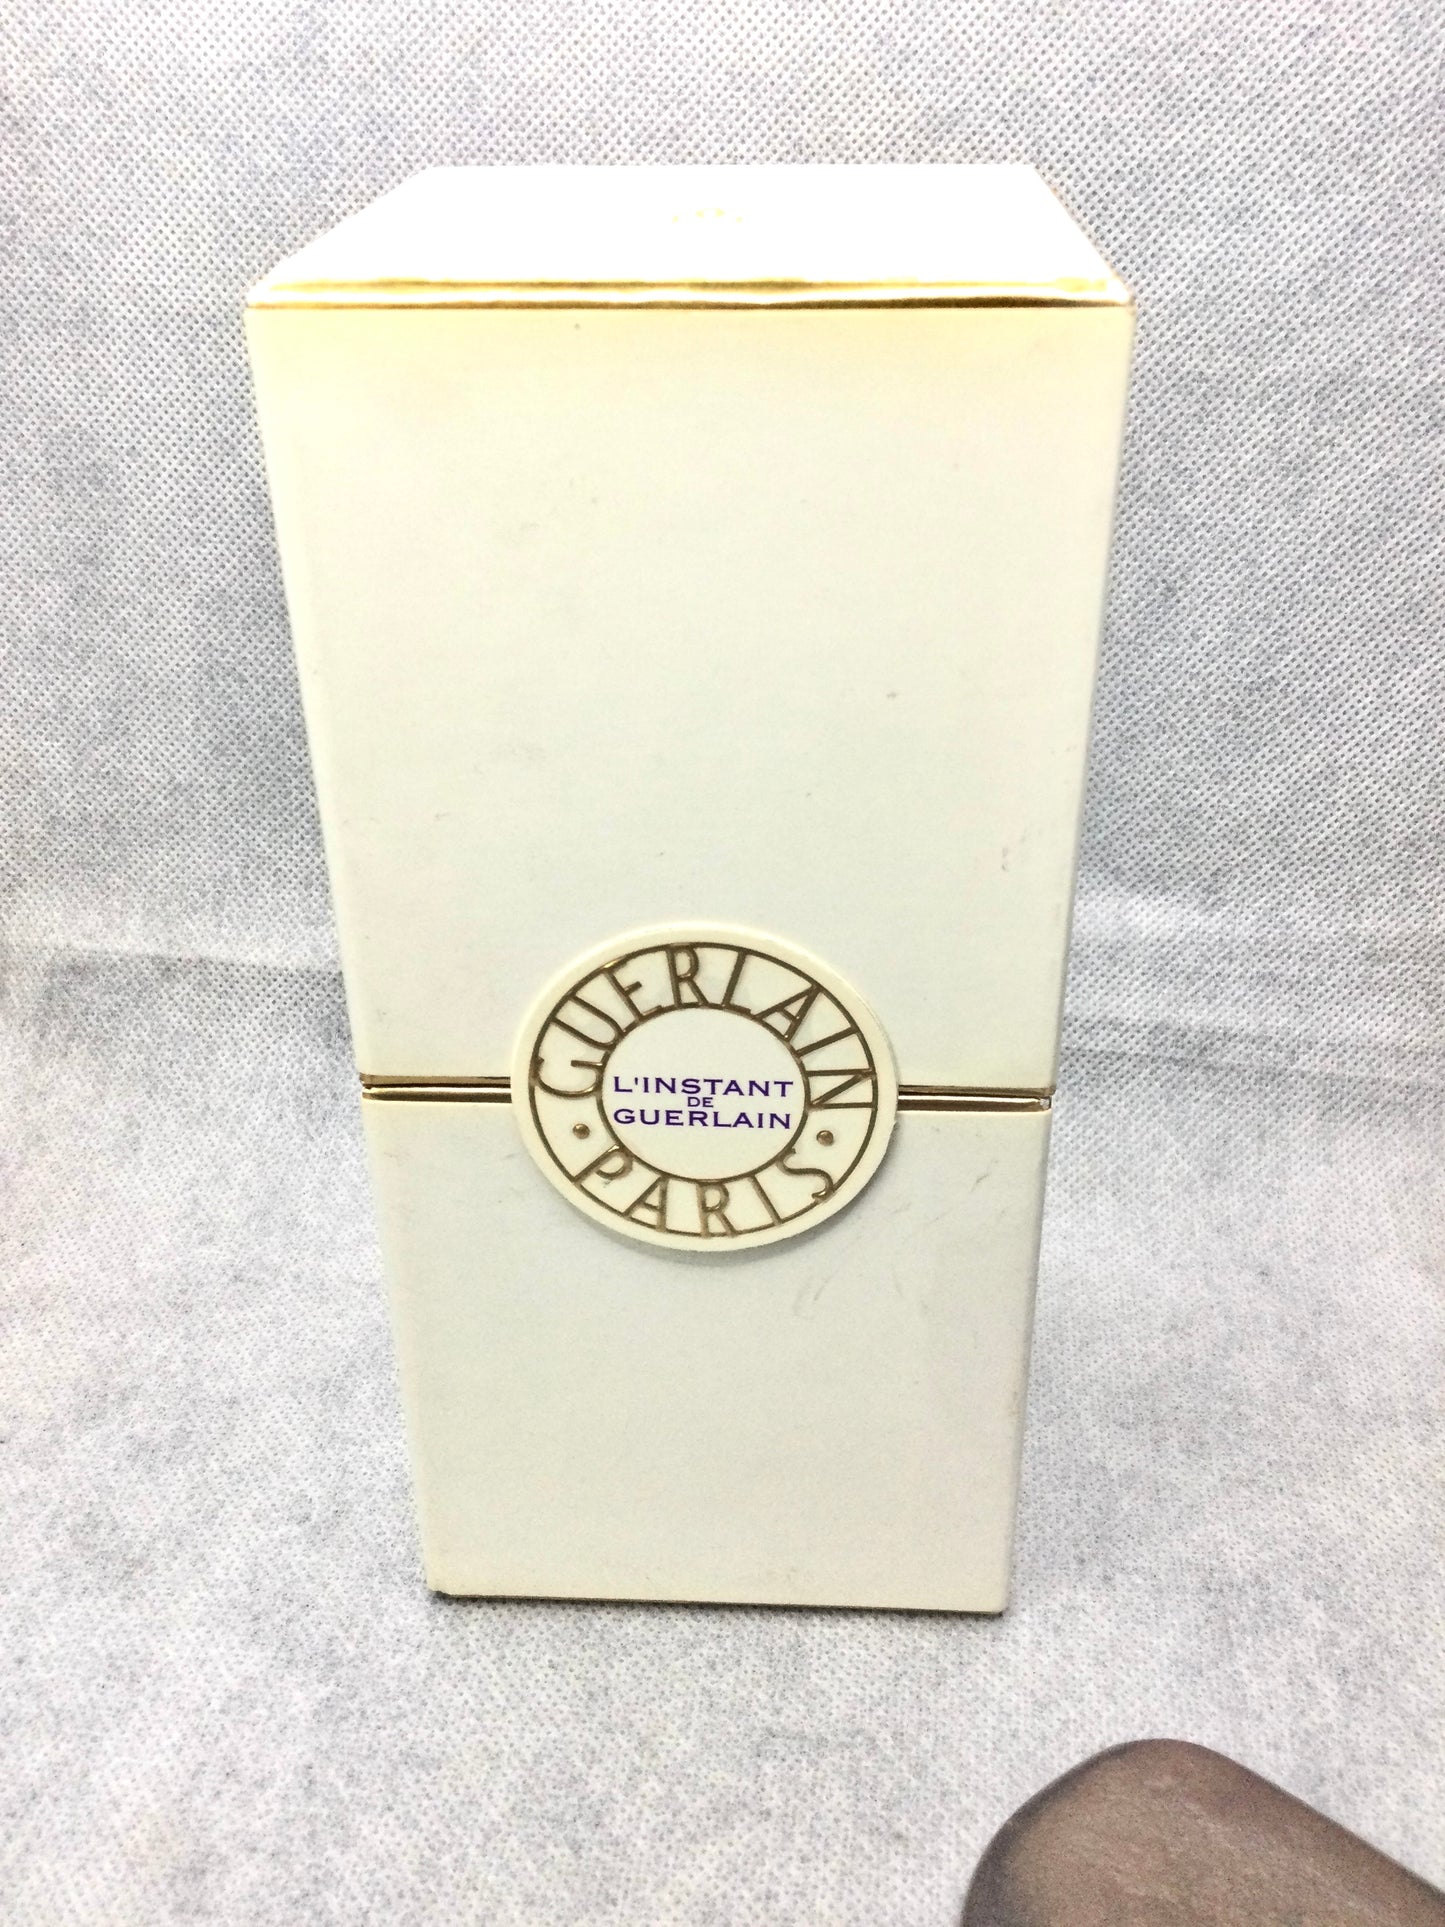 GUERLAIN
L'INSTANT
DE
GUERLAIN
• PARIS •